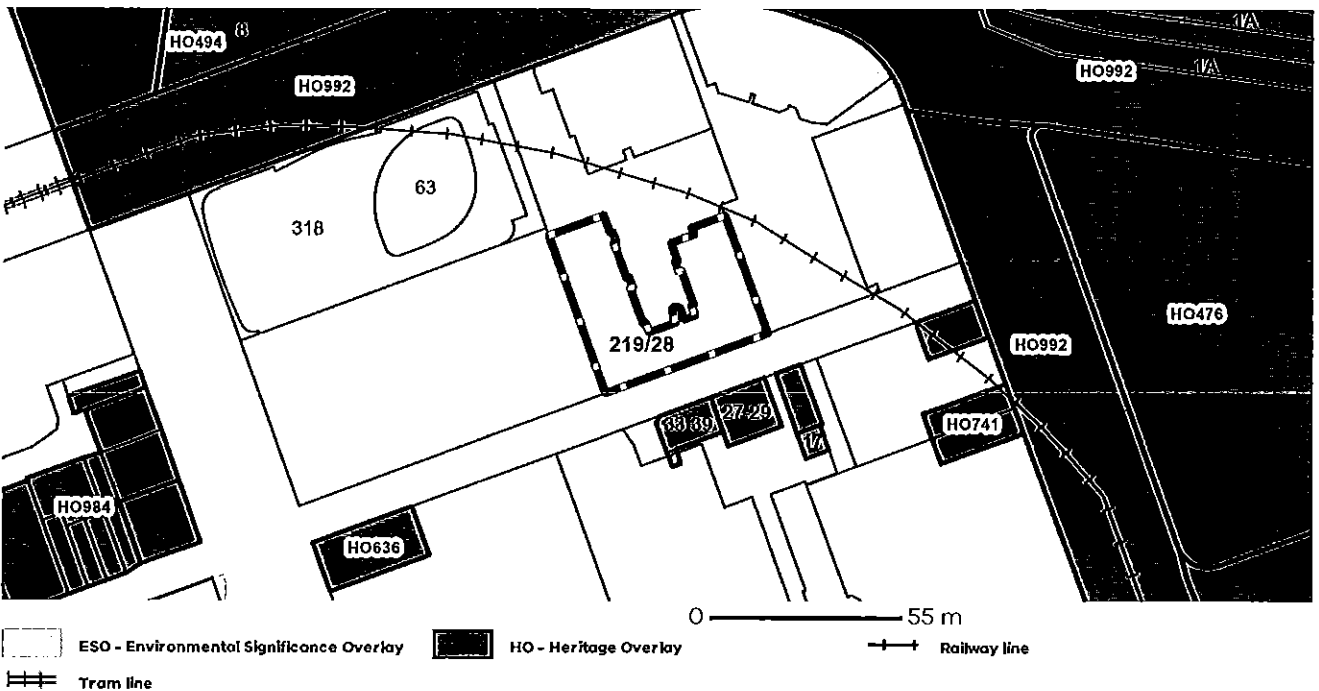 1A
8
HO494
HO992
HO992
1A
63
318
HO476
219/28
HO992
27-29
33-39
HO741
17
HO984
HO636
0 55 m
ESO - Environmental Significance Overlay HO - Heritage Overlay Railway line
Tram line